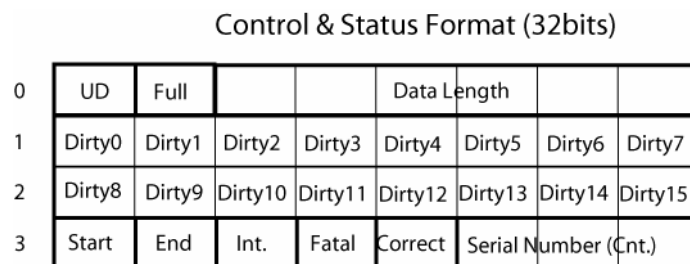 Control & Status Format (32bits)
0 UD Full Data Length
1 Dirty0 Dirty1 Dirty2 Dirty3 Dirty4 Dirty5 Dirty6 Dirty7
2 Dirty8 Dirty9 Dirty10 Dirty11 Dirty12 Dirty13 Dirty14 Dirty15
3 Start End Int. Fatal Correct Serial Number (Cnt.)